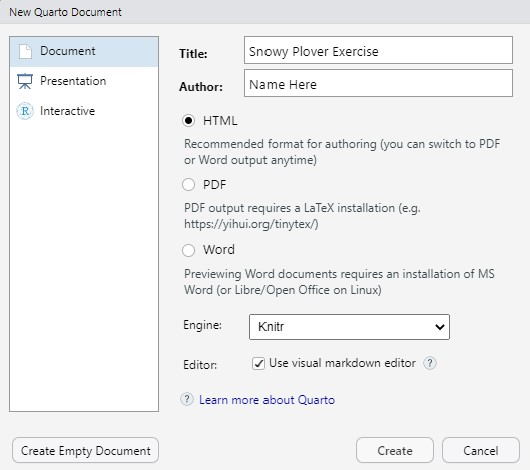 New Quarto Document
Document
Presentation
R Interactive
Title: Snowy Plover Exercise
Author: Name Here
HTML
Recommended format for authoring (you can switch to PDF
or Word output anytime)
PDF
PDF output requires a LaTeX installation (e.g.
https://yihui.org/tinytex/)
Word
Previewing Word documents requires an installation of MS
Word (or Libre/Open Office on Linux)
Engine: Knitr
Editor: Use visual markdown editor ?
? Learn more about Quarto
Create Empty Document
Create
Cancel